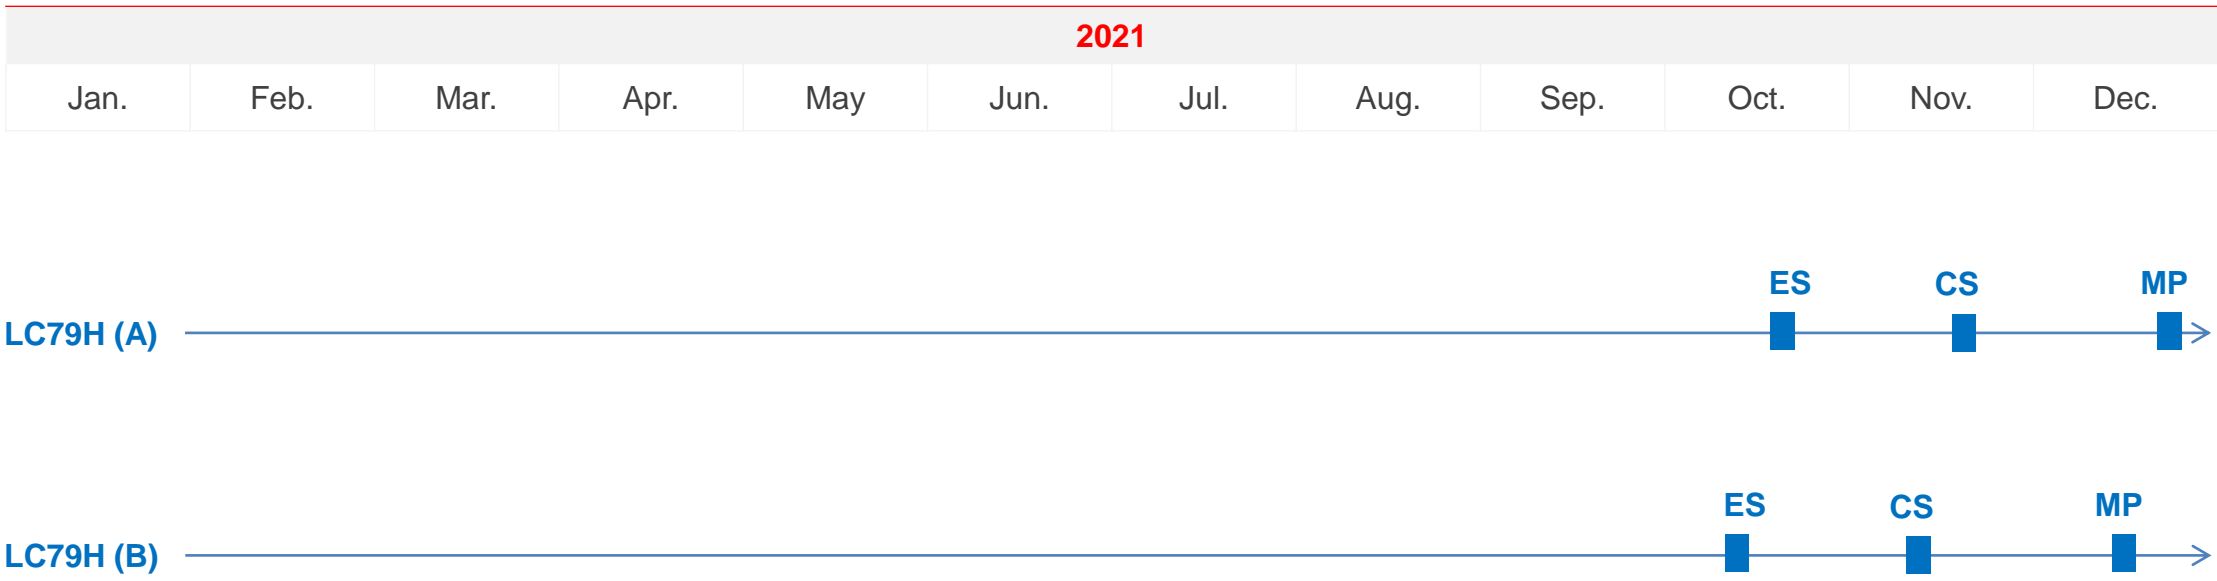 2021
Jan. Feb. Mar. Apr. May Jun. Jul. Aug. Sep. Oct. Nov. Dec.
ES CS MP
LC79H (A)
ES CS MP
LC79H (B)